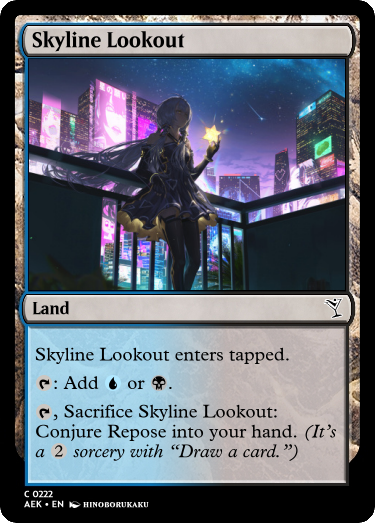 Skyline Lookout
Land
Skyline Lookout enters tapped.
: Add or .
, Sacrifice Skyline Lookout:
Conjure Repose into your hand. (It's
a 2 sorcery with “Draw a card.”)
C 0222
AEK • EN HINOBORUKAKU